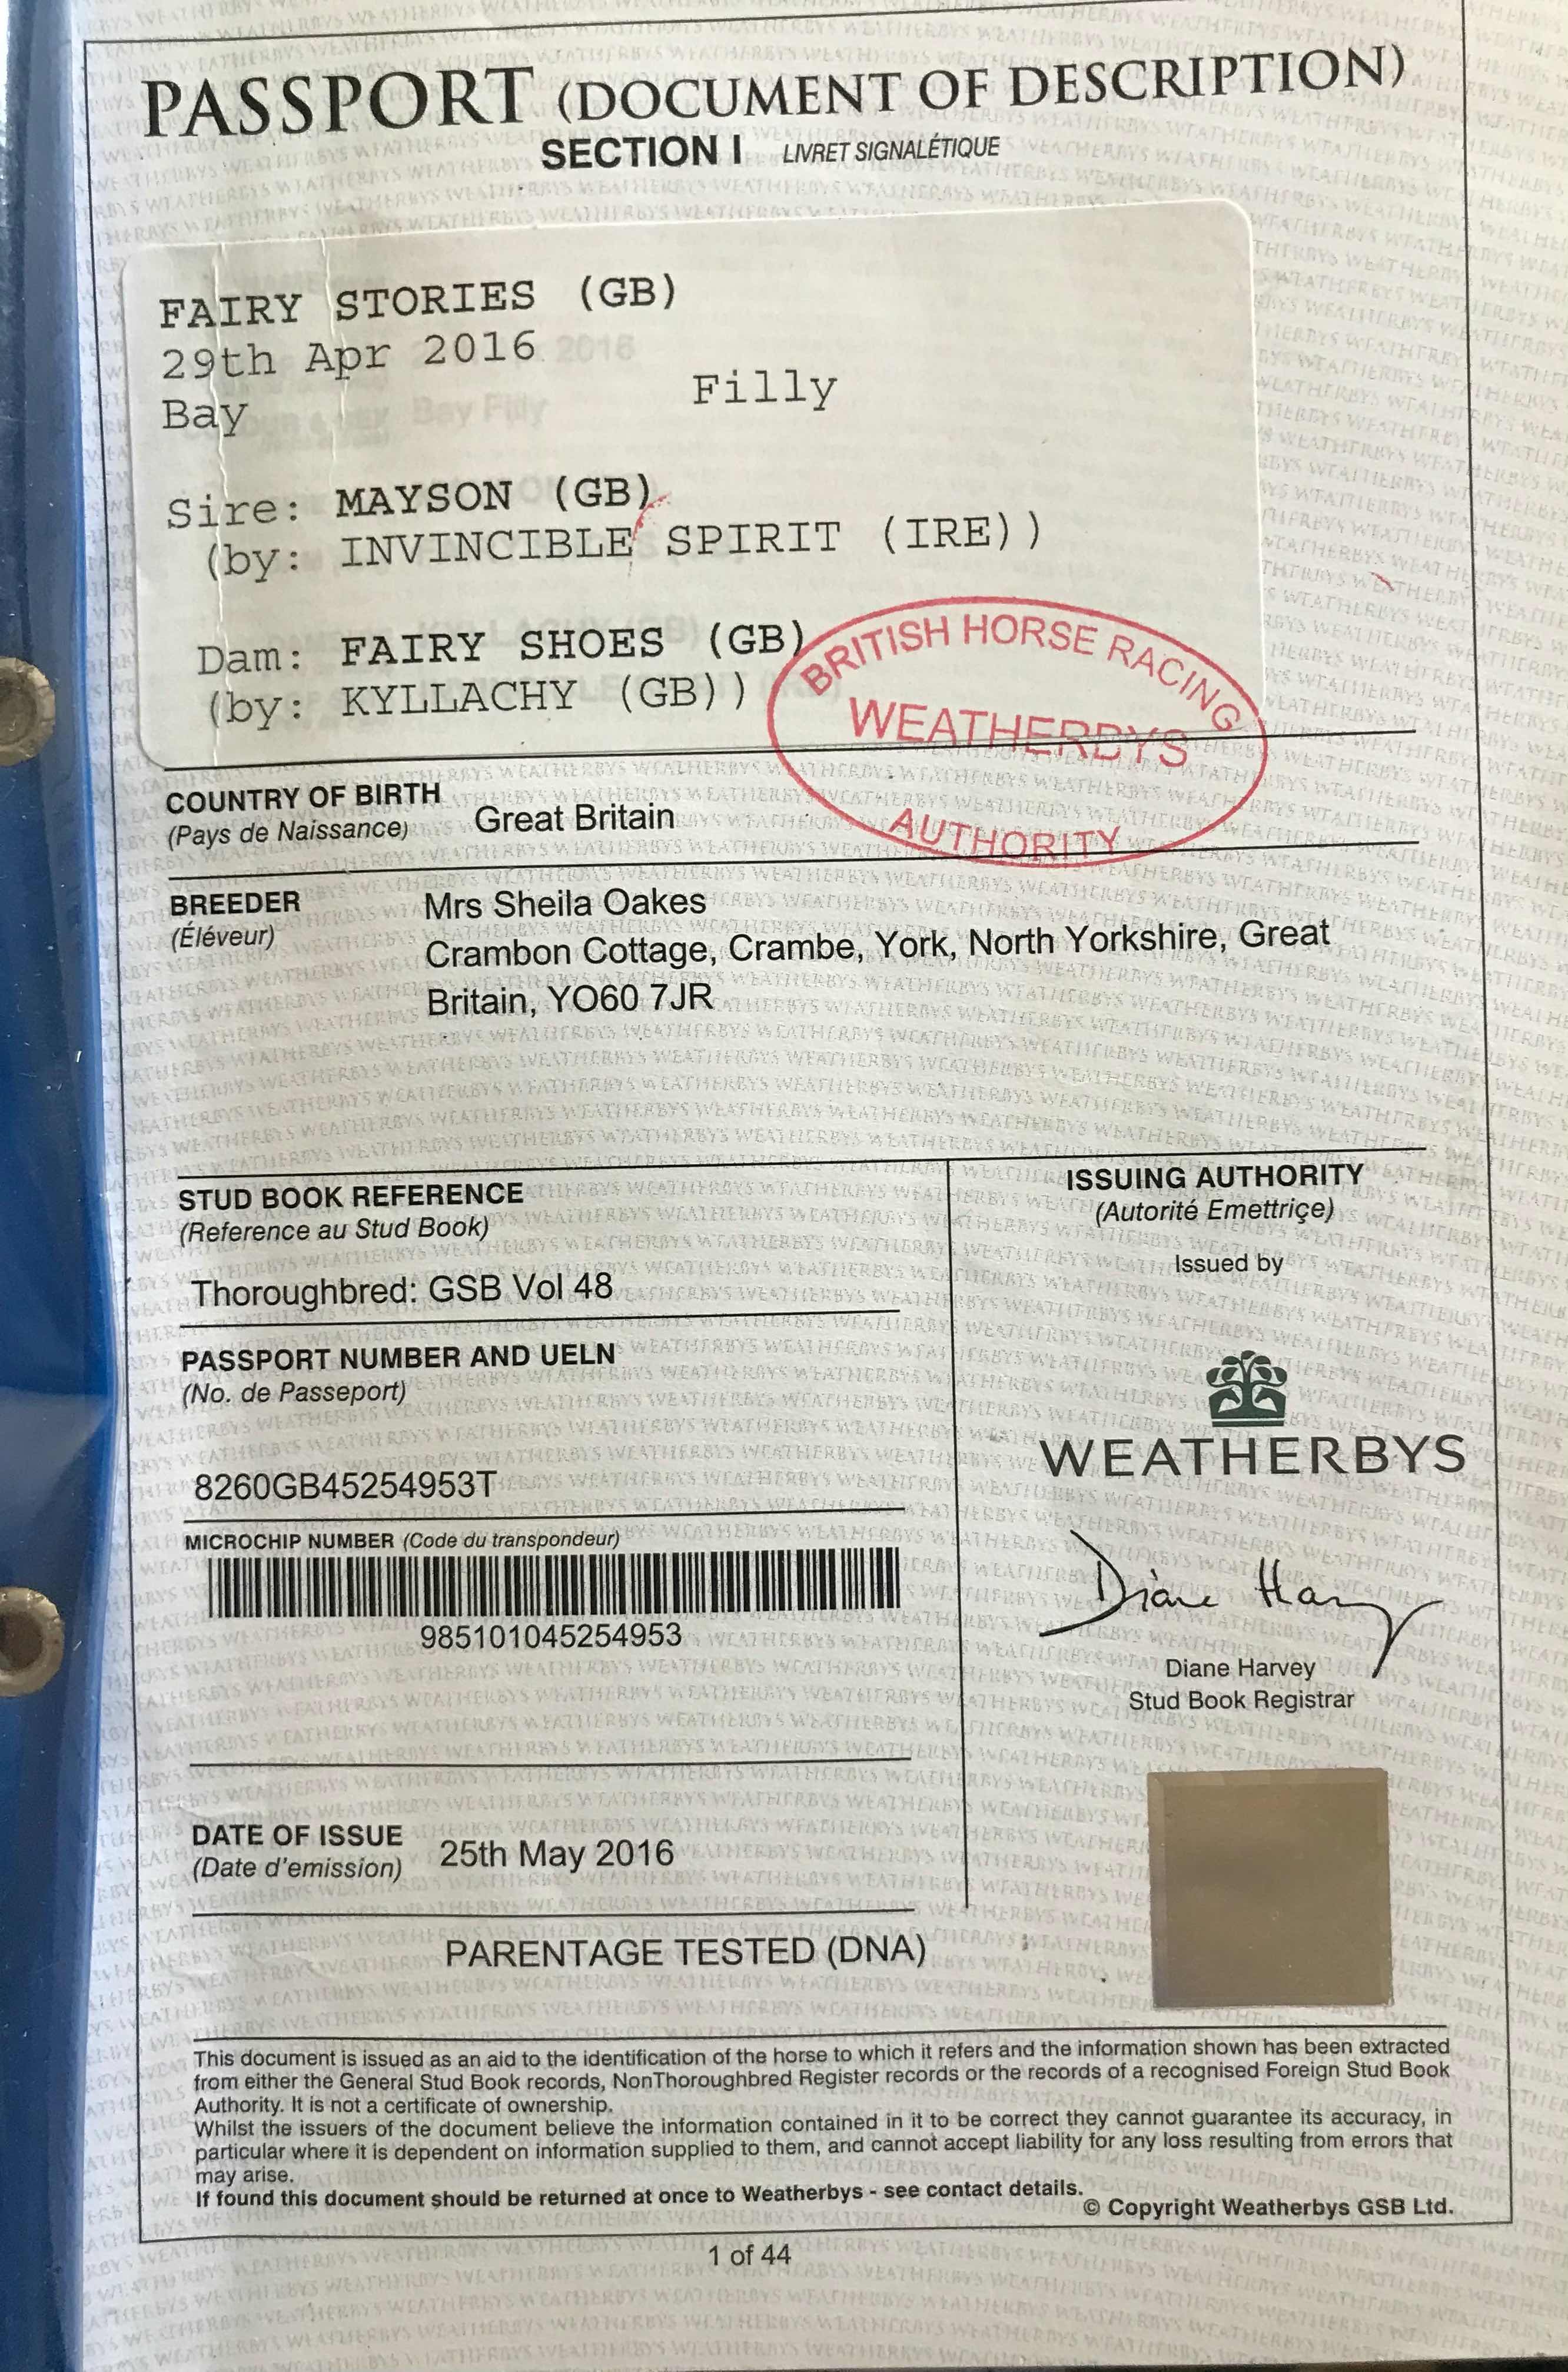 PASSPORT (DOCUMENT OF DESCRIPTION)
SECTION I LIVRET SIGNALÉTIQUE
FAIRY STORIES (GB)
29th Apr 2016 2016
Bay Bay Filly Filly
Sire: MAYSON (GB)
(by: INVINCIBLE SPIRIT (IRE))
Dam: FAIRY SHOES (GB)
(by: KYLLACHY (GB))
BRITISH HORSE RACING
WEATHERBYS
AUTHORITY
COUNTRY OF BIRTH
(Pays de Naissance) Great Britain
BREEDER
(Éléveur)
Mrs Sheila Oakes
Crambon Cottage, Crambe, York, North Yorkshire, Great
Britain, YO60 7JR
STUD BOOK REFERENCE
(Reference au Stud Book)
Thoroughbred: GSB Vol 48
PASSPORT NUMBER AND UELN
(No. de Passeport)
8260GB45254953T
MICROCHIP NUMBER (Code du transpondeur)
985101045254953
DATE OF ISSUE
(Date d'emission) 25th May 2016
ISSUING AUTHORITY
(Autorité Emettriçe)
Issued by
WEATHERBYS
Diane Harvey
Diane Harvey
Stud Book Registrar
PARENTAGE TESTED (DNA)
This document is issued as an aid to the identification of the horse to which it refers and the information shown has been extracted
from either the General Stud Book records, NonThoroughbred Register records or the records of a recognised Foreign Stud Book
Authority. It is not a certificate of ownership.
Whilst the issuers of the document believe the information contained in it to be correct they cannot guarantee its accuracy, in
particular where it is dependent on information supplied to them, and cannot accept liability for any loss resulting from errors that
may arise.
If found this document should be returned at once to Weatherbys - see contact details.
© Copyright Weatherbys GSB Ltd.
1 of 44